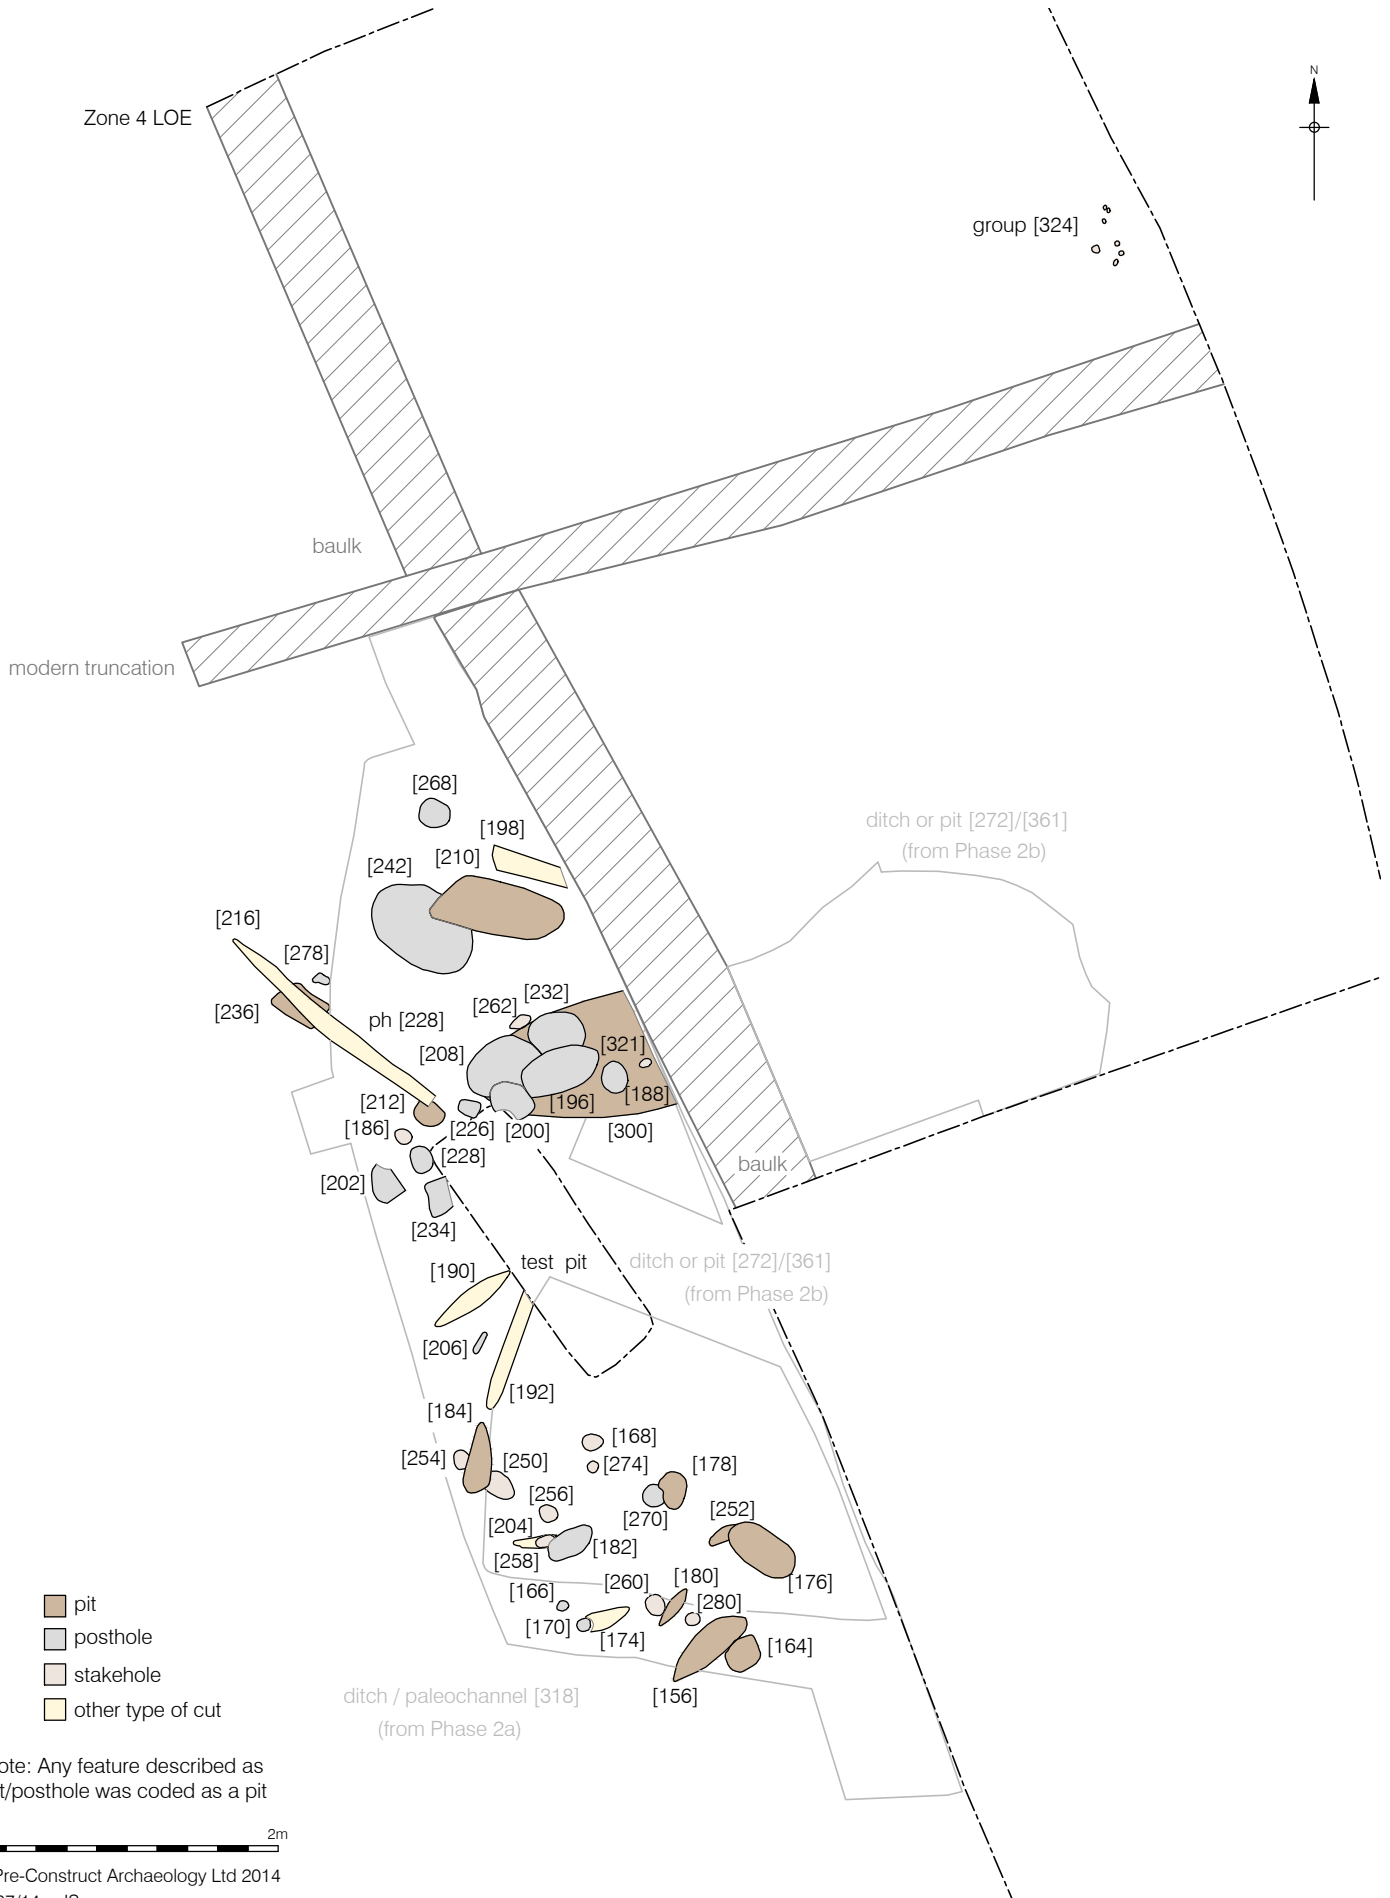 N
Zone 4 LOE
group [324]
baulk
modern truncation
[268]
[198]
[210]
[242]
ditch or pit [272]/[361]
(from Phase 2b)
[216]
[278]
[236]
ph [228]
[262]
[232]
[208]
[321]
[188]
[196]
[212]
[186]
[226]
[200]
[300]
[228]
[202]
[234]
baulk
[190]
test pit
ditch or pit [272]/[361]
(from Phase 2b)
[206]
[192]
[184]
[168]
[254]
[250]
[274]
[178]
[256]
[270]
[252]
[204]
[182]
[258]
[176]
[260]
[180]
[166]
[280]
[170]
[174]
[164]
[156]
pit
posthole
stakehole
other type of cut
ditch / paleochannel [318]
(from Phase 2a)
ote: Any feature described as
t/posthole was coded as a pit
2m
Pre-Construct Archaeology Ltd 2014